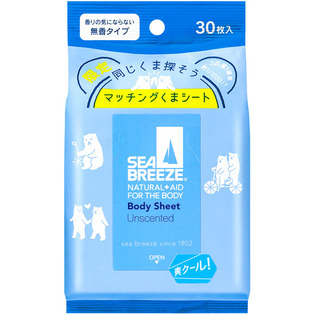 香りの気にならない
無香タイプ
30枚入
限定
同じくま探そう
マッチングくまシート
SEA
BREEZE®
NATURAL+AID
FOR THE BODY
Body Sheet
Unscented
sea breeze since 1902
OPEN
爽クール!